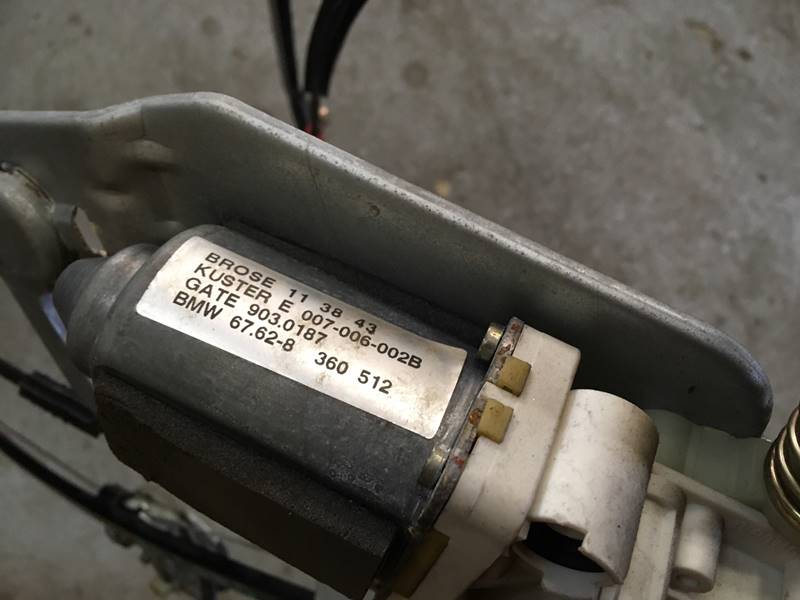 BROSE 11 38 43
KUSTER E 007-006-002B
GATE 903.0187
BMW 67.62-8 360 512